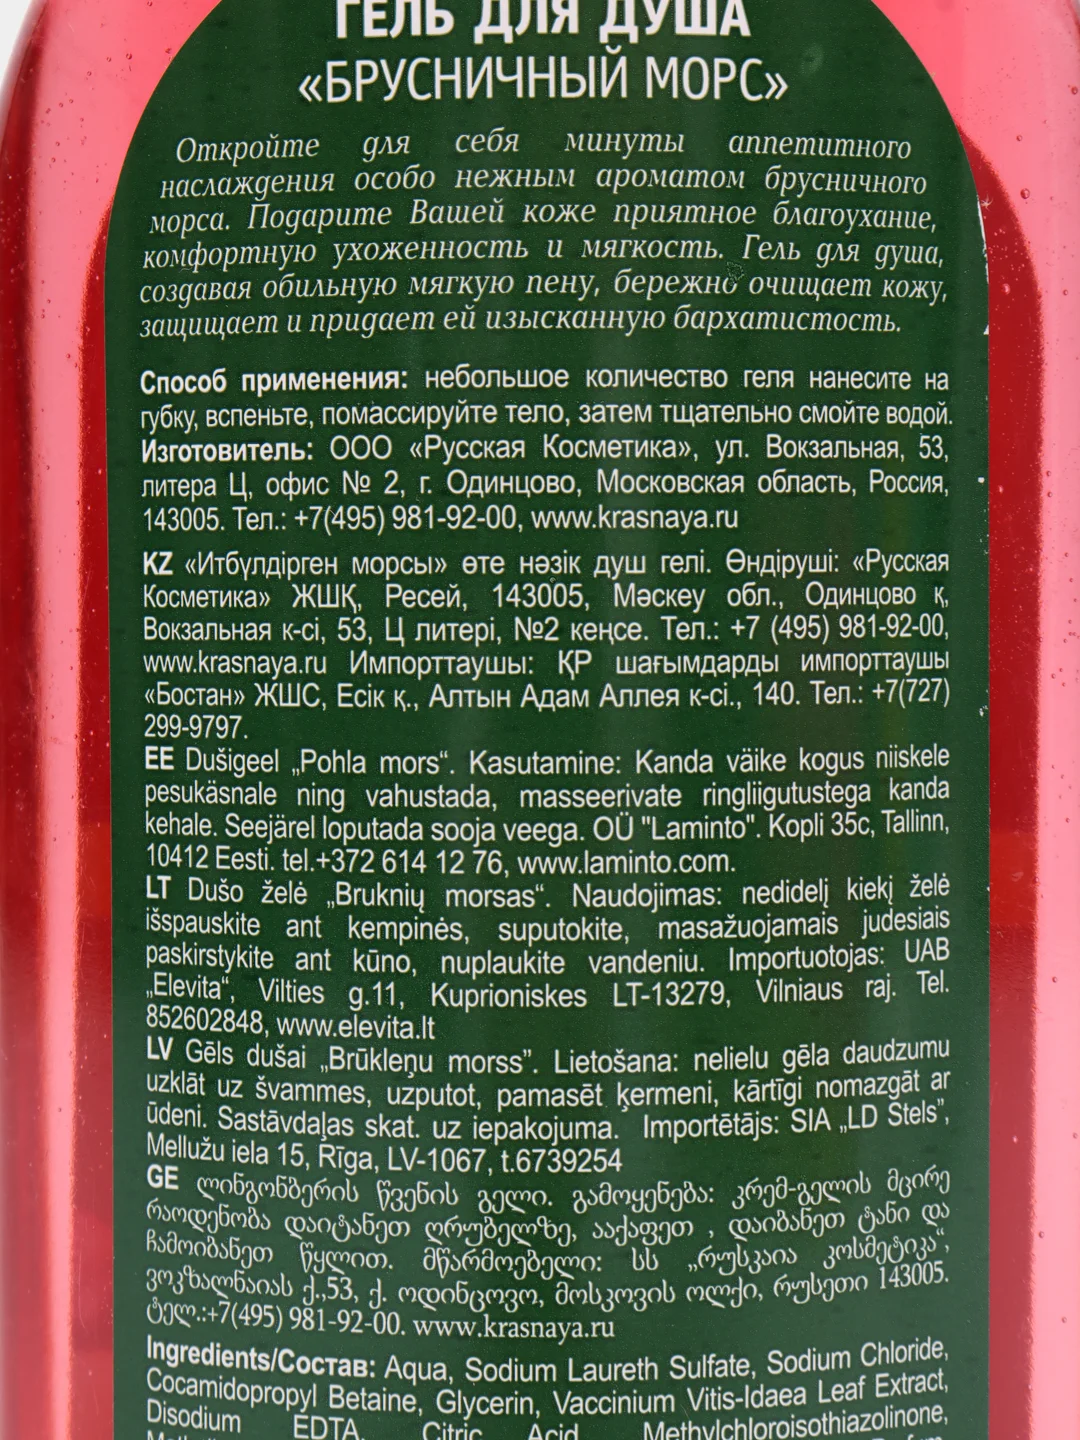 ГЕЛЬ ДЛЯ ДУША
«БРУСНИЧНЫЙ МОРС»
Откройте для себя минуты аппетитного
наслаждения особо нежным ароматом брусничного
морса. Подарите Вашей коже приятное благоухание,
комфортную ухоженность и мягкость. Гель для душа,
создавая обильную мягкую пену, бережно очищает кожу,
защищает и придает ей изысканную бархатистость.
Способ применения: небольшое количество геля нанесите на
губку, вспеньте, помассируйте тело, затем тщательно смойте водой.
Изготовитель: ООО «Русская Косметика», ул. Вокзальная, 53,
литера Ц, офис № 2, г. Одинцово, Московская область, Россия,
143005. Тел.: +7(495) 981-92-00, www.krasnaya.ru
KZ «Итбүлдірген морсы» өте нәзік душ гелі. Өндіруші: «Русская
Косметика» ЖШҚ, Ресей, 143005, Мәскеу обл., Одинцово қ,
Вокзальная к-сі, 53, Ц литері, №2 кеңсе. Тел.: +7 (495) 981-92-00,
www.krasnaya.ru Импорттаушы: ҚР шағымдарды импорттаушы
«Бостан» ЖШС, Есік қ., Алтын Адам Аллея к-сі., 140. Тел.: +7(727)
299-9797.
EE Dušigeel „Pohla mors“. Kasutamine: Kanda väike kogus niiskele
pesukäsnale ning vahustada, masseerivate ringliigutustega kanda
kehale. Seejärel loputada sooja veega. OÜ "Laminto". Kopli 35c, Tallinn,
10412 Eesti. tel.+372 614 12 76, www.laminto.com.
LT Dušo želė „Bruknių morsas“. Naudojimas: nedidelį kiekį želė
išspauskite ant kempinės, suputokite, masažuojamais judesiais
paskirstykite ant kūno, nuplaukite vandeniu. Importuotojas: UAB
„Elevita“, Vilties g.11, Kuprioniskes LT-13279, Vilniaus raj. Tel.
852602848, www.elevita.lt
LV Gēls dušai „Brūkleņu morss”. Lietošana: nelielu gēla daudzumu
uzklāt uz švammes, uzputot, pamasēt ķermeni, kārtīgi nomazgāt ar
ūdeni. Sastāvdaļas skat. uz iepakojuma. Importētājs: SIA „LD Stels”,
Mellužu iela 15, Rīga, LV-1067, t.6739254
GE ლინგონბერის წვენის გელი. გამოყენება: კრემ-გელის მცირე
რაოდენობა დაიტანეთ ღრუბელზე, ააქაფეთ , დაიბანეთ ტანი და
ჩამოიბანეთ წყლით. მწარმოებელი: სს „რუსკაია კოსმეტიკა“,
ვოკზალნაიას ქ.,53, ქ. ოდინცოვო, მოსკოვის ოლქი, რუსეთი 143005.
ტელ.:+7(495) 981-92-00. www.krasnaya.ru
Ingredients/Состав: Aqua, Sodium Laureth Sulfate, Sodium Chloride,
Cocamidopropyl Betaine, Glycerin, Vaccinium Vitis-Idaea Leaf Extract,
Disodium EDTA, Citric Acid, Methylchloroisothiazolinone,